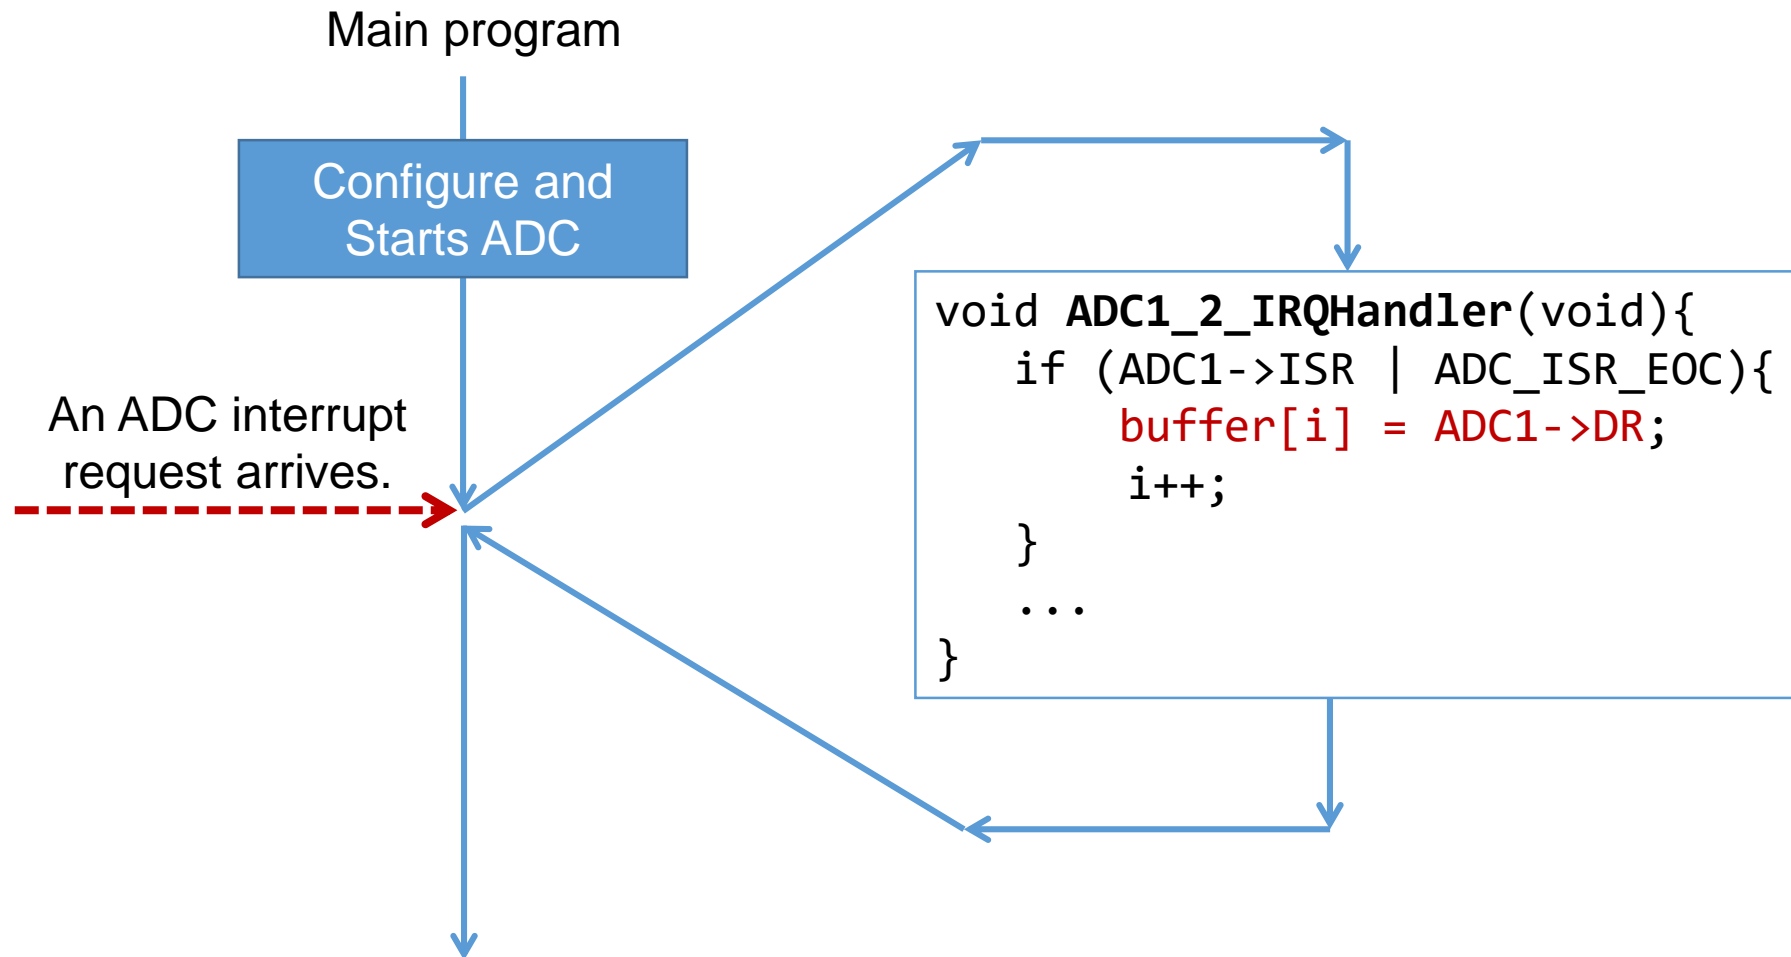 Main program
Configure and
Starts ADC
An ADC interrupt
request arrives.
void ADC1_2_IRQHandler(void){
if (ADC1->ISR | ADC_ISR_EOC){
buffer[i] = ADC1->DR;
i++;
}
...
}